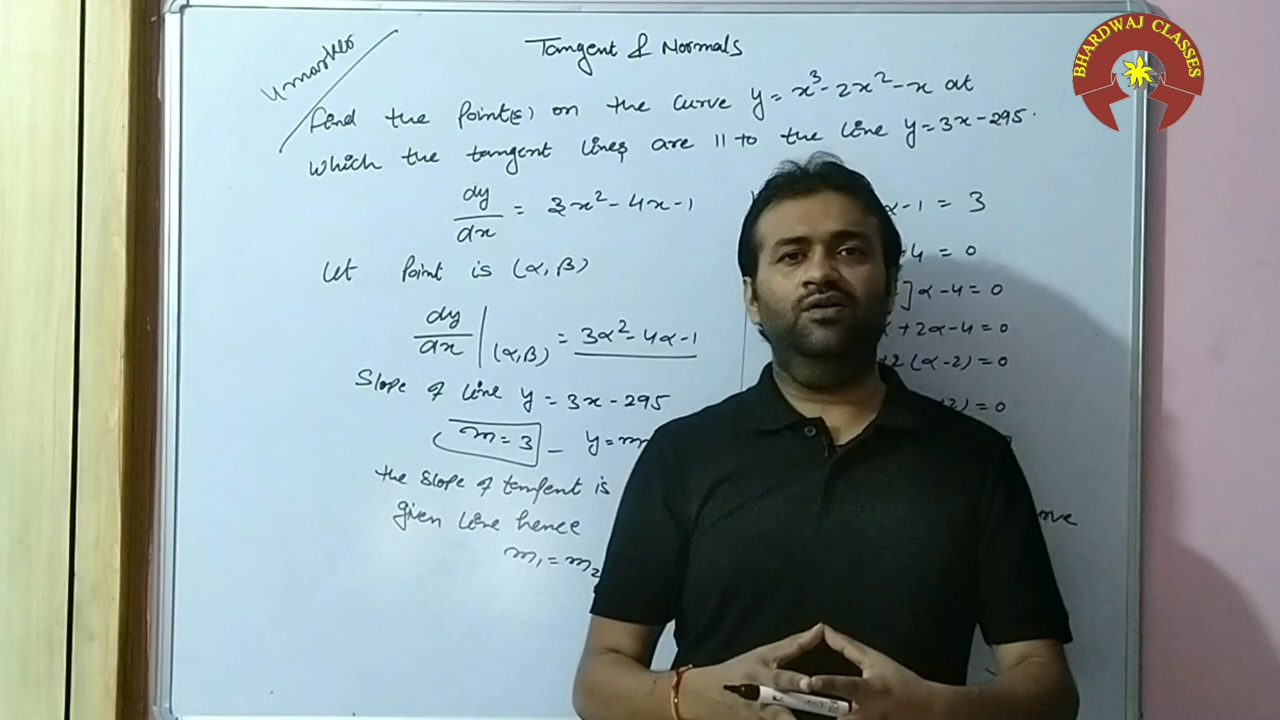 4 marker
Tangent & Normals
find the Point(s) on the curve y = x³ - 2x² - x at
which the tangent lines are || to the line y = 3x - 295.
dy/dx = 3x² - 4x - 1
α - 1 = 3
Let Point is (α, β)
4 = 0
] α - 4 = 0
dy/dx |(α, β) = 3α² - 4α - 1
+ 2α - 4 = 0
2 (α - 2) = 0
Slope of line y = 3x - 295
2) = 0
m = 3 - y = m
the slope of tangent is
given line hence
m₁ = m₂
BHARDWAJ CLASSES